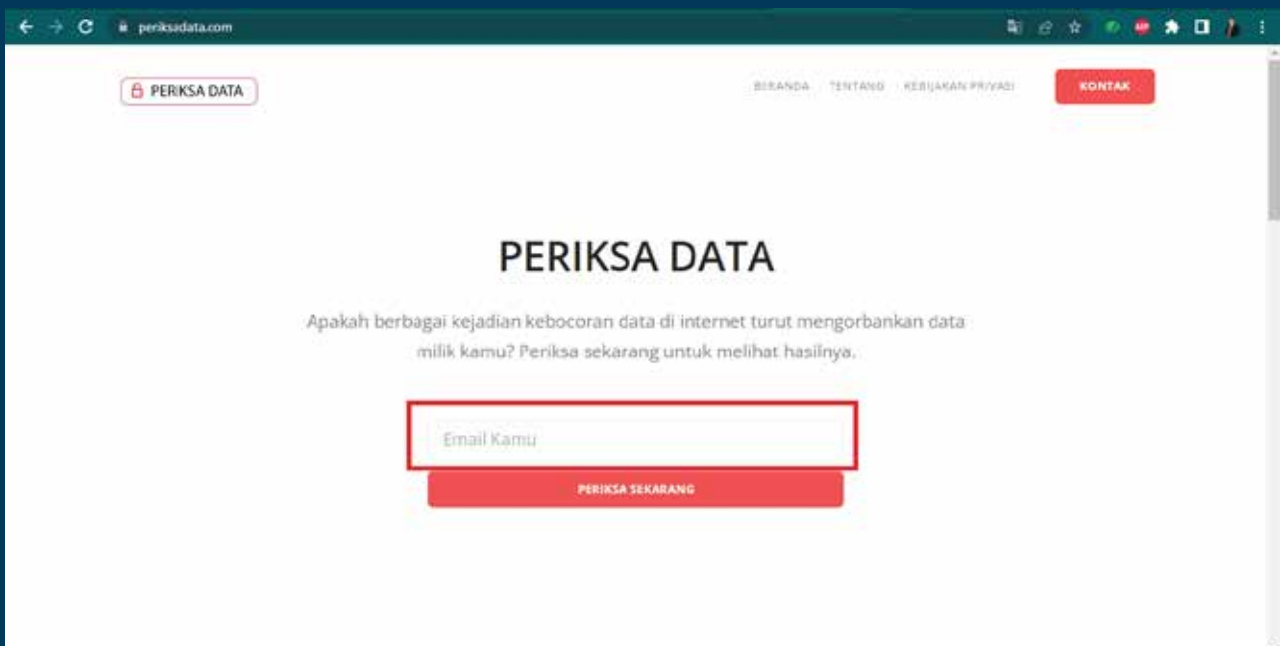 periksadata.com
PERIKSA DATA
BERANDA TENTANG KEBIJAKAN PRIVASI KONTAK
PERIKSA DATA
Apakah berbagai kejadian kebocoran data di internet turut mengorbankan data
milik kamu? Periksa sekarang untuk melihat hasilnya.
Email Kamu
PERIKSA SEKARANG